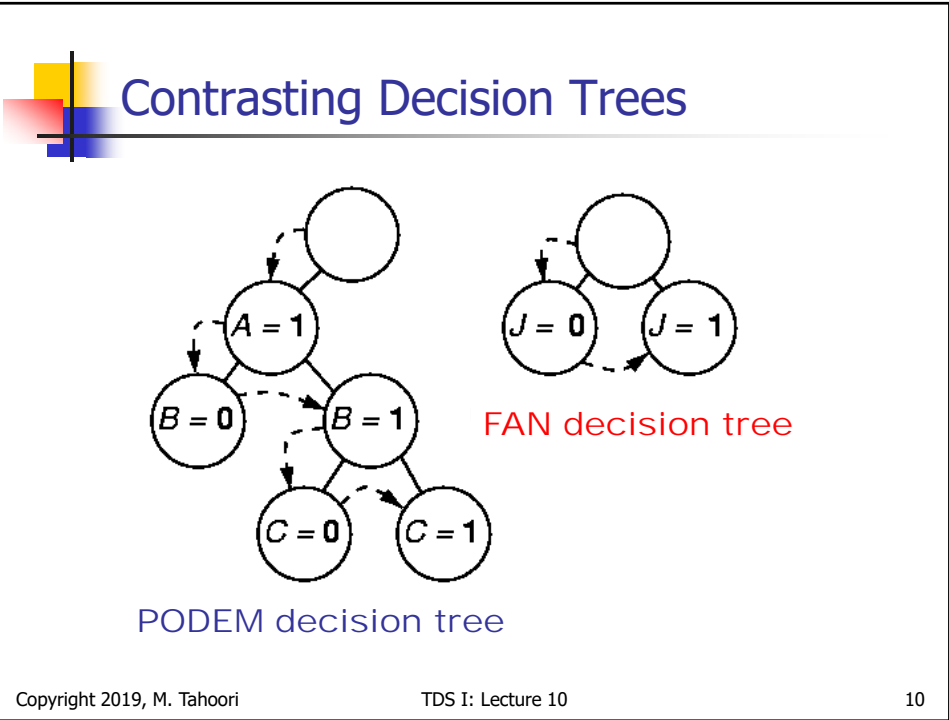 Contrasting Decision Trees
A = 1
B = 0
B = 1
C = 0
C = 1
PODEM decision tree
J = 0
J = 1
FAN decision tree
Copyright 2019, M. Tahoori
TDS I: Lecture 10
10